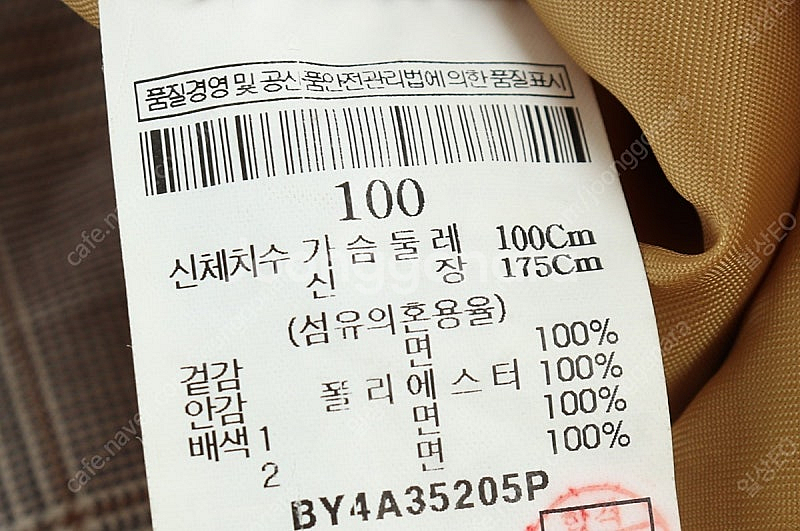 품질경영 및 공산품안전관리법에 의한 품질표시
100
신체치수 가슴둘레 100Cm
신장 175Cm
(섬유의혼용율)
겉감 면 100%
안감 폴리에스터 100%
배색 1 면 100%
2 면 100%
BY4A35205P